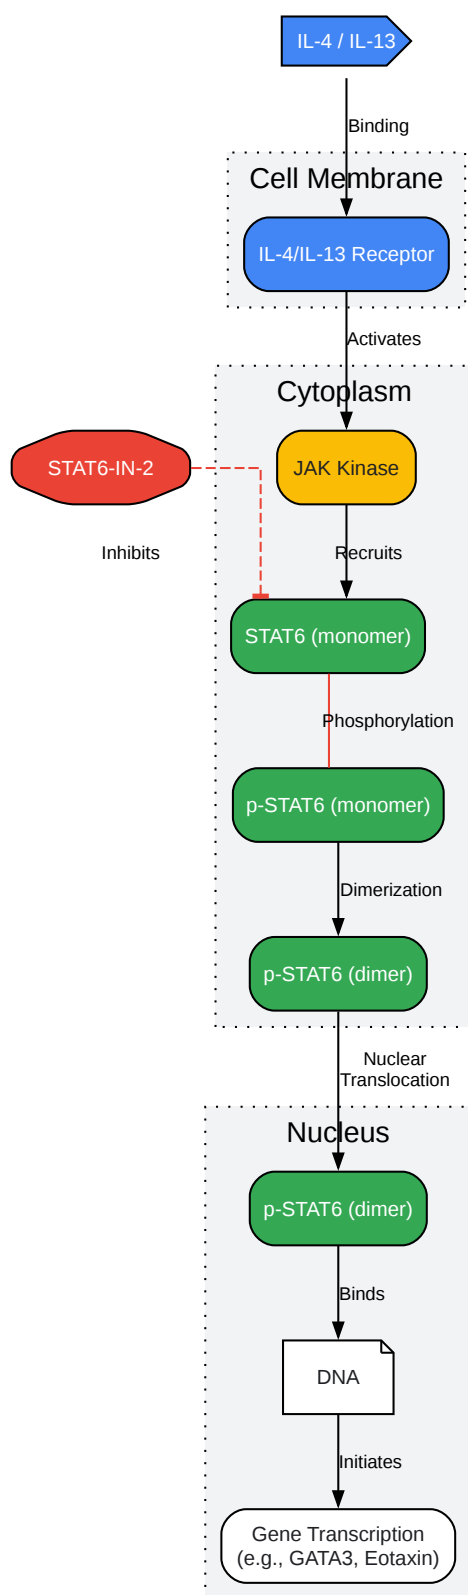 IL-4 / IL-13
Binding
Cell Membrane
IL-4/IL-13 Receptor
Activates
Cytoplasm
STAT6-IN-2
JAK Kinase
Inhibits
Recruits
STAT6 (monomer)
Phosphorylation
p-STAT6 (monomer)
Dimerization
p-STAT6 (dimer)
Nuclear
Translocation
Nucleus
p-STAT6 (dimer)
Binds
DNA
Initiates
Gene Transcription
(e.g., GATA3, Eotaxin)